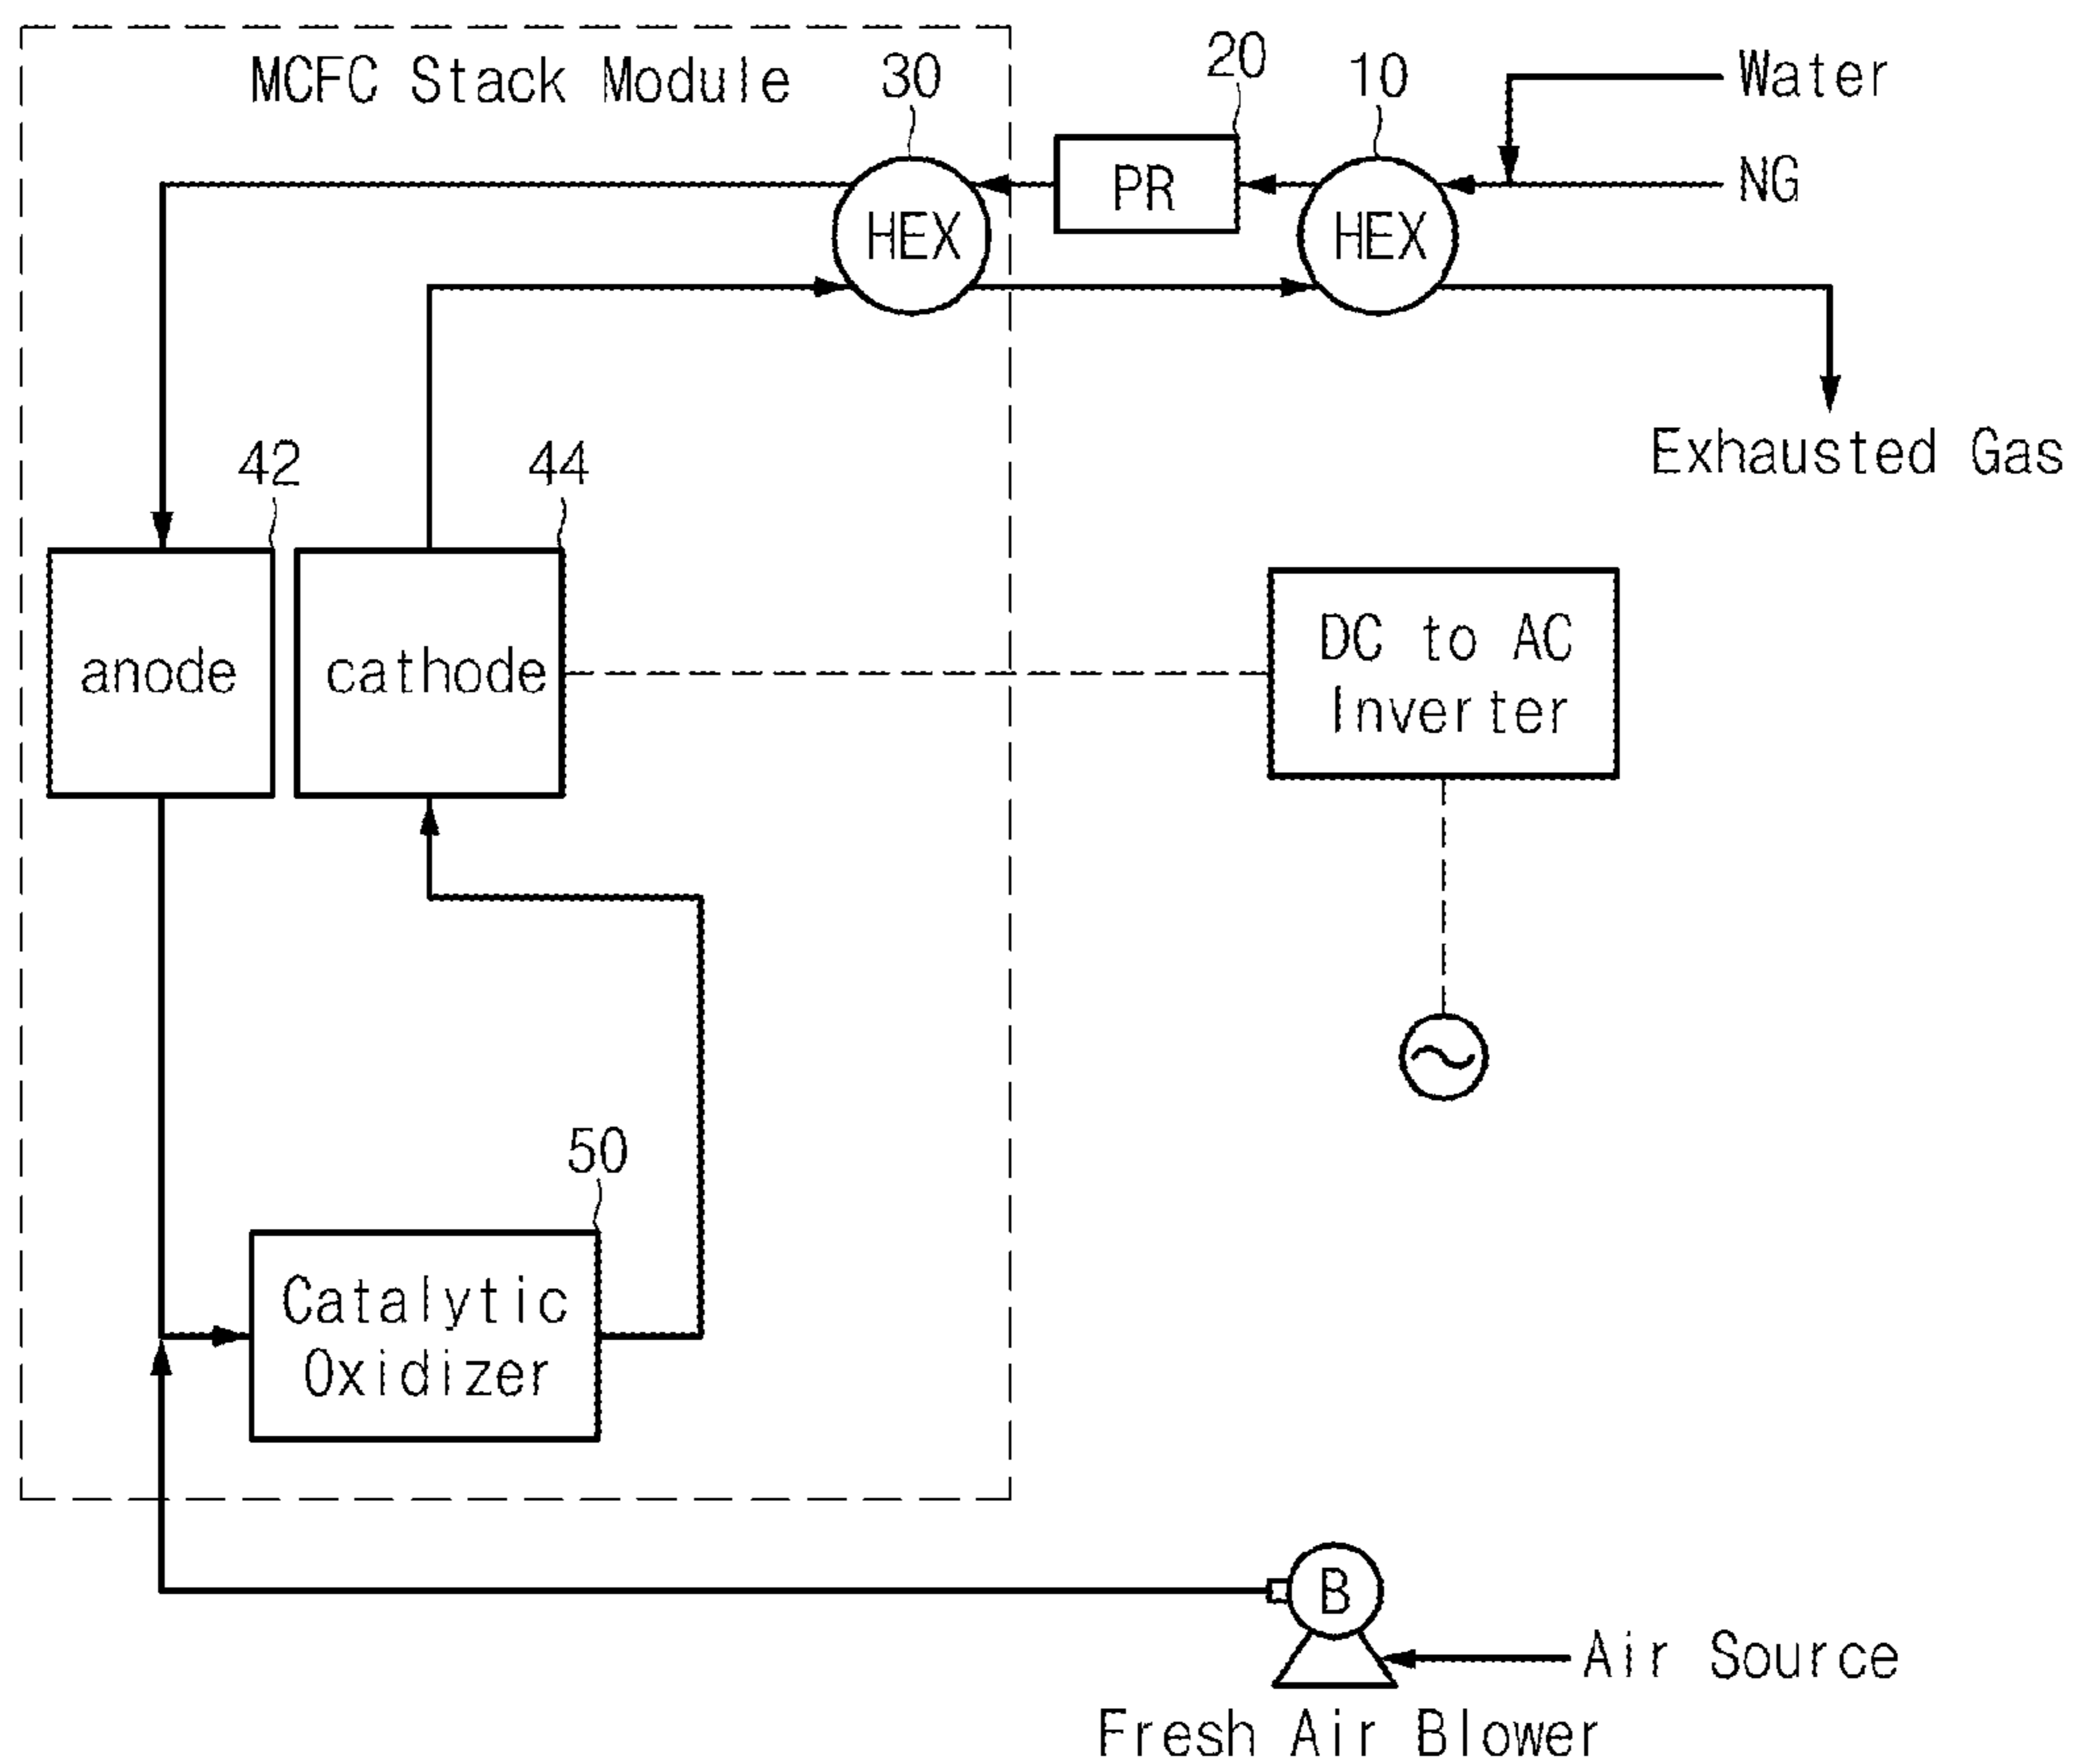 MCFC Stack Module
30
20
10
Water
NG
PR
HEX
HEX
Exhausted Gas
42
44
anode
cathode
DC to AC
Inverter
50
Catalytic
Oxidizer
B
Air Source
Fresh Air Blower